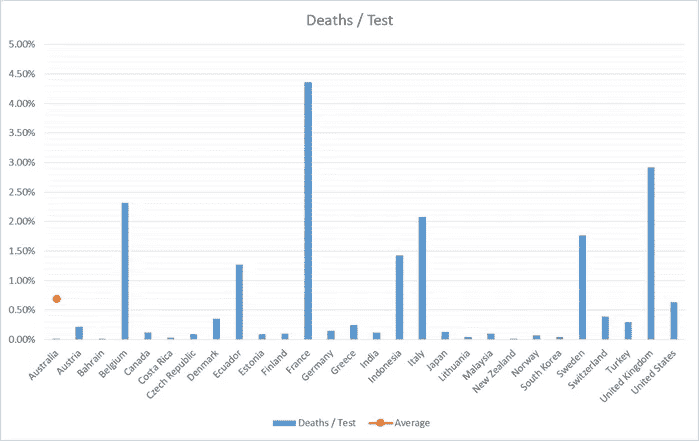 Deaths / Test
5.00%
4.50%
4.00%
3.50%
3.00%
2.50%
2.00%
1.50%
1.00%
0.50%
0.00%
Australia
Austria
Bahrain
Belgium
Canada
Costa Rica
Czech Republic
Denmark
Ecuador
Estonia
Finland
France
Germany
Greece
India
Indonesia
Italy
Japan
Lithuania
Malaysia
New Zealand
Norway
South Korea
Sweden
Switzerland
Turkey
United Kingdom
United States
Deaths / Test Average